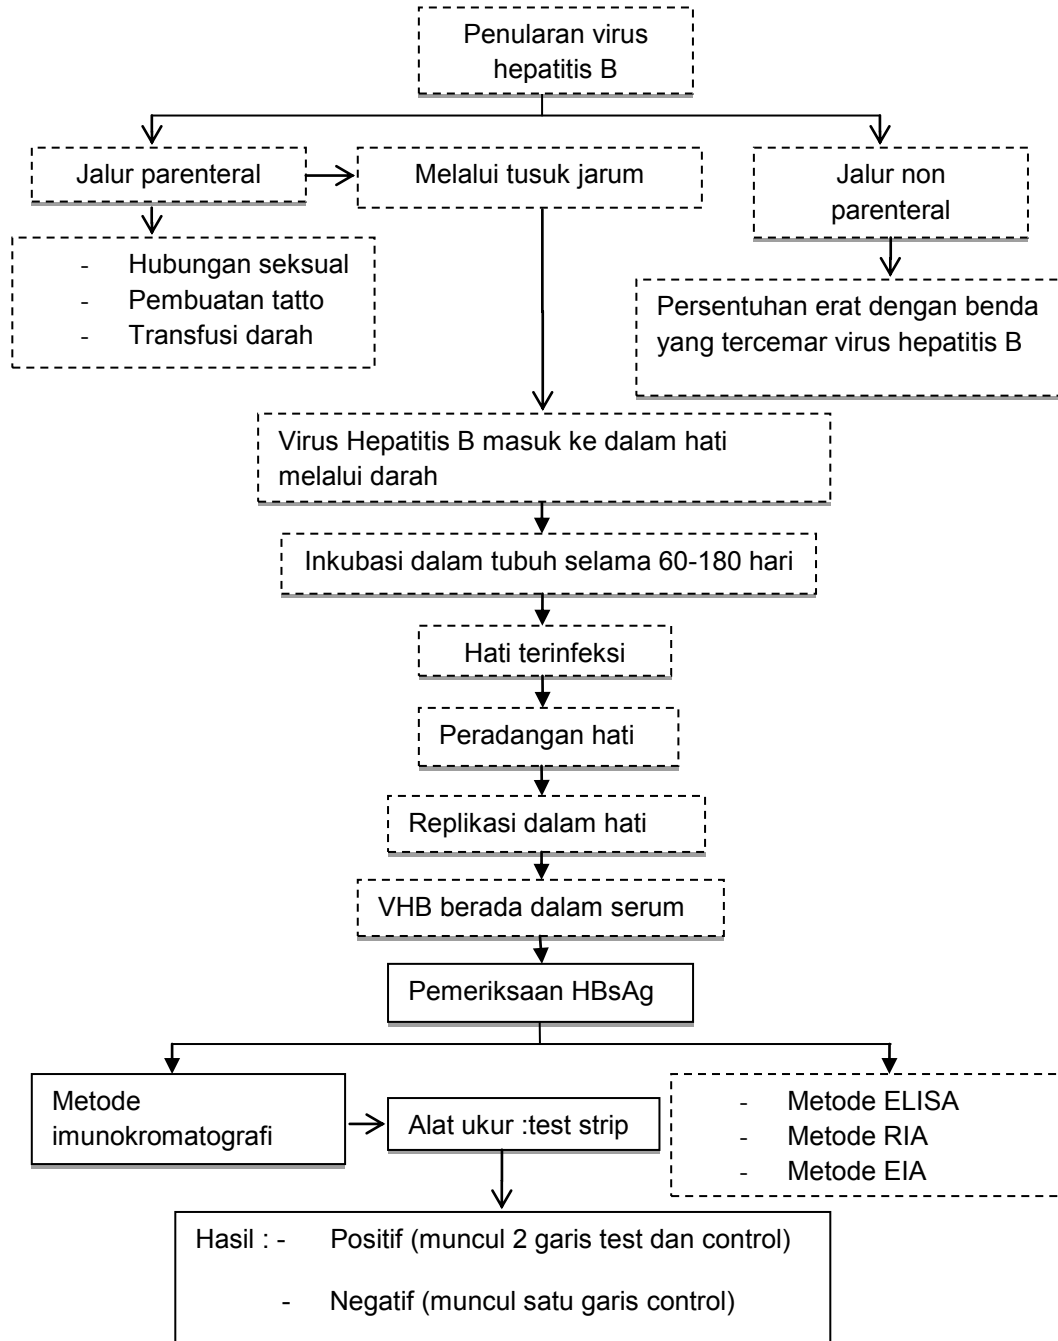 Penularan virus
hepatitis B
Jalur parenteral
Melalui tusuk jarum
Jalur non
parenteral
- Hubungan seksual
- Pembuatan tatto
- Transfusi darah
Persentuhan erat dengan benda
yang tercemar virus hepatitis B
Virus Hepatitis B masuk ke dalam hati
melalui darah
Inkubasi dalam tubuh selama 60-180 hari
Hati terinfeksi
Peradangan hati
Replikasi dalam hati
VHB berada dalam serum
Pemeriksaan HBsAg
Metode
imunokromatografi
Alat ukur :test strip
- Metode ELISA
- Metode RIA
- Metode EIA
Hasil : - Positif (muncul 2 garis test dan control)
- Negatif (muncul satu garis control)